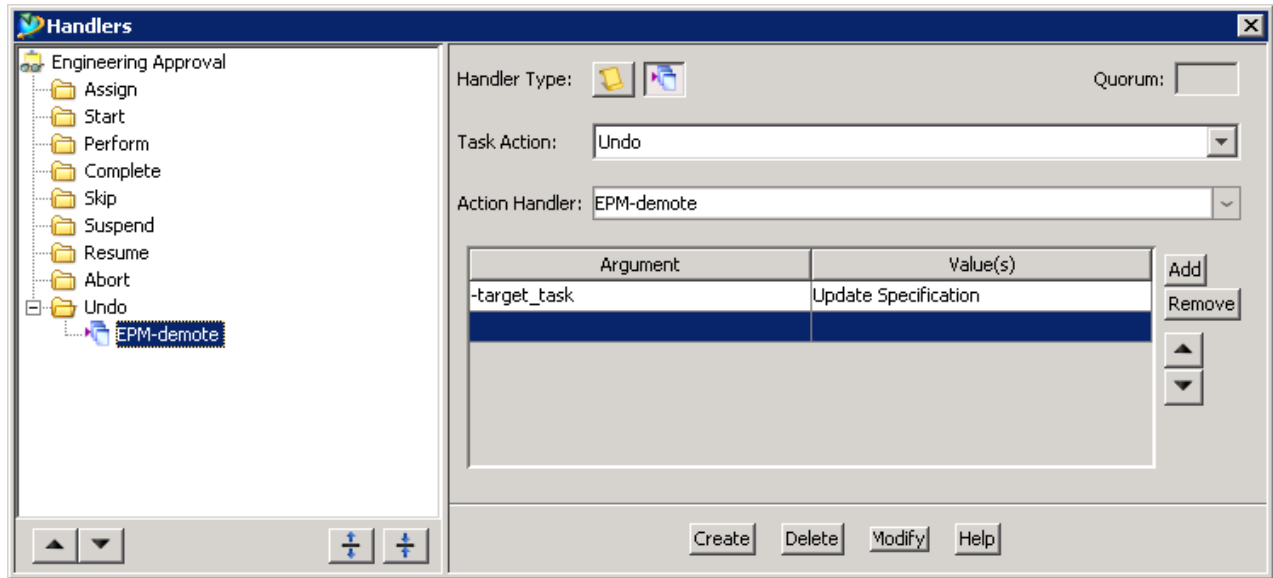 Handlers
Engineering Approval
Assign
Start
Perform
Complete
Skip
Suspend
Resume
Abort
Undo
EPM-demote
Handler Type:
Quorum:
Task Action:
Undo
Action Handler:
EPM-demote
Argument
Value(s)
-target_task
Update Specification
Add
Remove
Create
Delete
Modify
Help